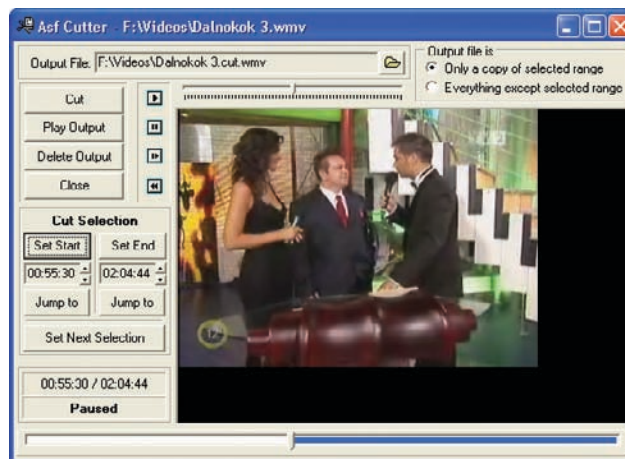 Asf Cutter - F:\Videos\Dalnokok 3.wmv
Output File: F:\Videos\Dalnokok 3.cut.wmv
Output file is
Only a copy of selected range
Everything except selected range
Cut
Play Output
Delete Output
Close
Cut Selection
Set Start Set End
00:55:30 02:04:44
Jump to Jump to
Set Next Selection
12
00:55:30 / 02:04:44
Paused